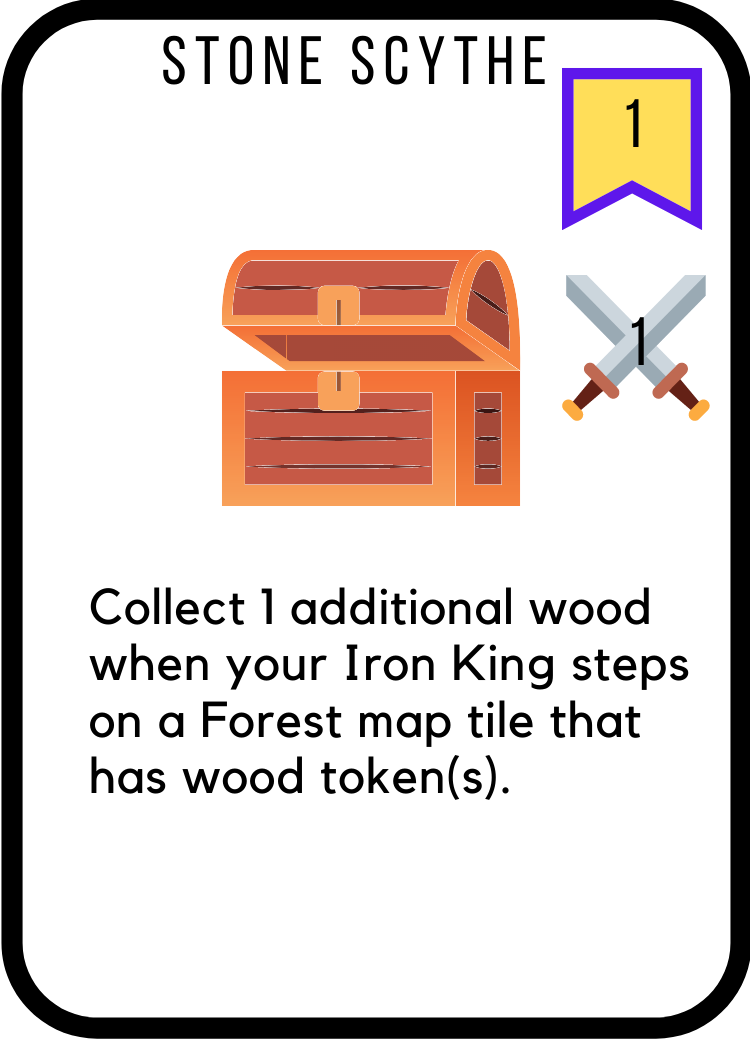 STONE SCYTHE
1
1
Collect 1 additional wood
when your Iron King steps
on a Forest map tile that
has wood token(s).